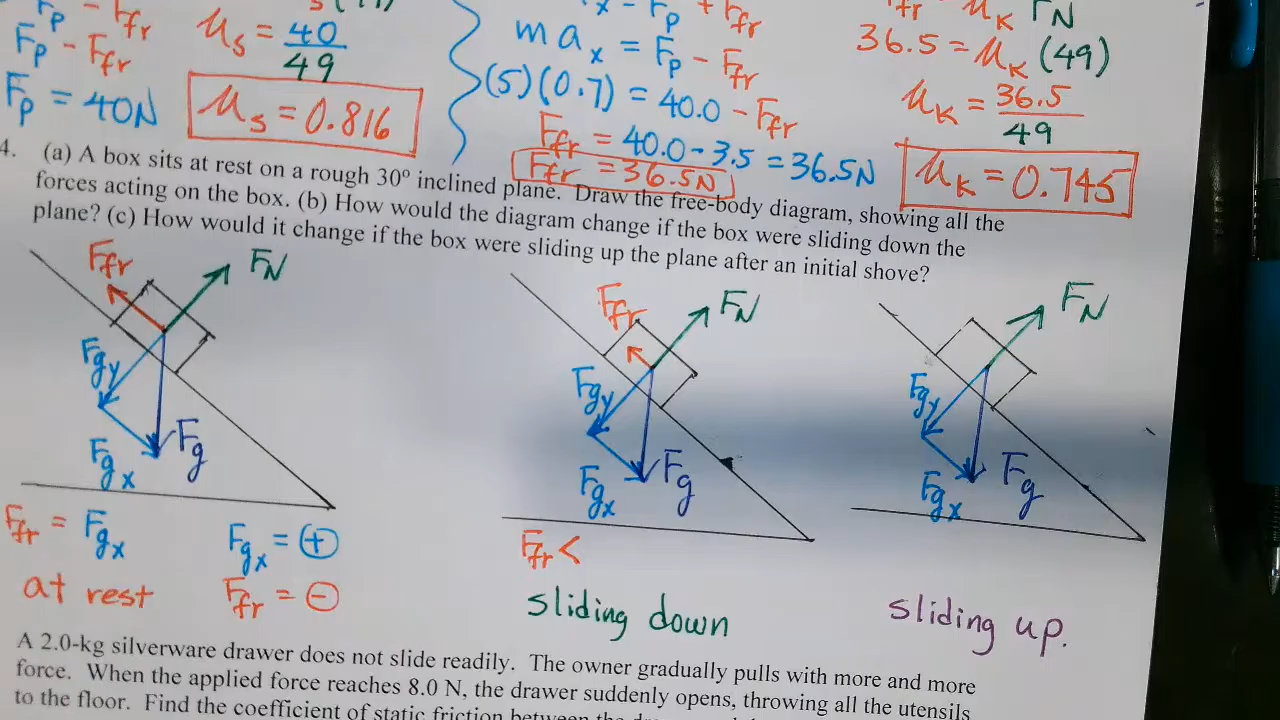 Fp - Ffr
Fp - Ffr
Fp = 40N
μs = 40/49
μs = 0.816
+ Ffr
max = Fp - Ffr
(5)(0.7) = 40.0 - Ffr
Ffr = 40.0 - 3.5 = 36.5N
Ffr = 36.5N
μK FN
36.5 = μK (49)
μK = 36.5/49
μK = 0.745
4. (a) A box sits at rest on a rough 30° inclined plane. Draw the free-body diagram, showing all the
forces acting on the box. (b) How would the diagram change if the box were sliding down the
plane? (c) How would it change if the box were sliding up the plane after an initial shove?
Ffr
FN
Fgy
Fg
Fgx
Ffr = Fgx
Fgx = ⊕
at rest
Ffr = ⊖
Ffr
FN
Fgy
Fg
Fgx
Ffr <
sliding down
FN
Fgy
Fg
Fgx
sliding up.
A 2.0-kg silverware drawer does not slide readily. The owner gradually pulls with more and more
force. When the applied force reaches 8.0 N, the drawer suddenly opens, throwing all the utensils
to the floor. Find the coefficient of static friction between the